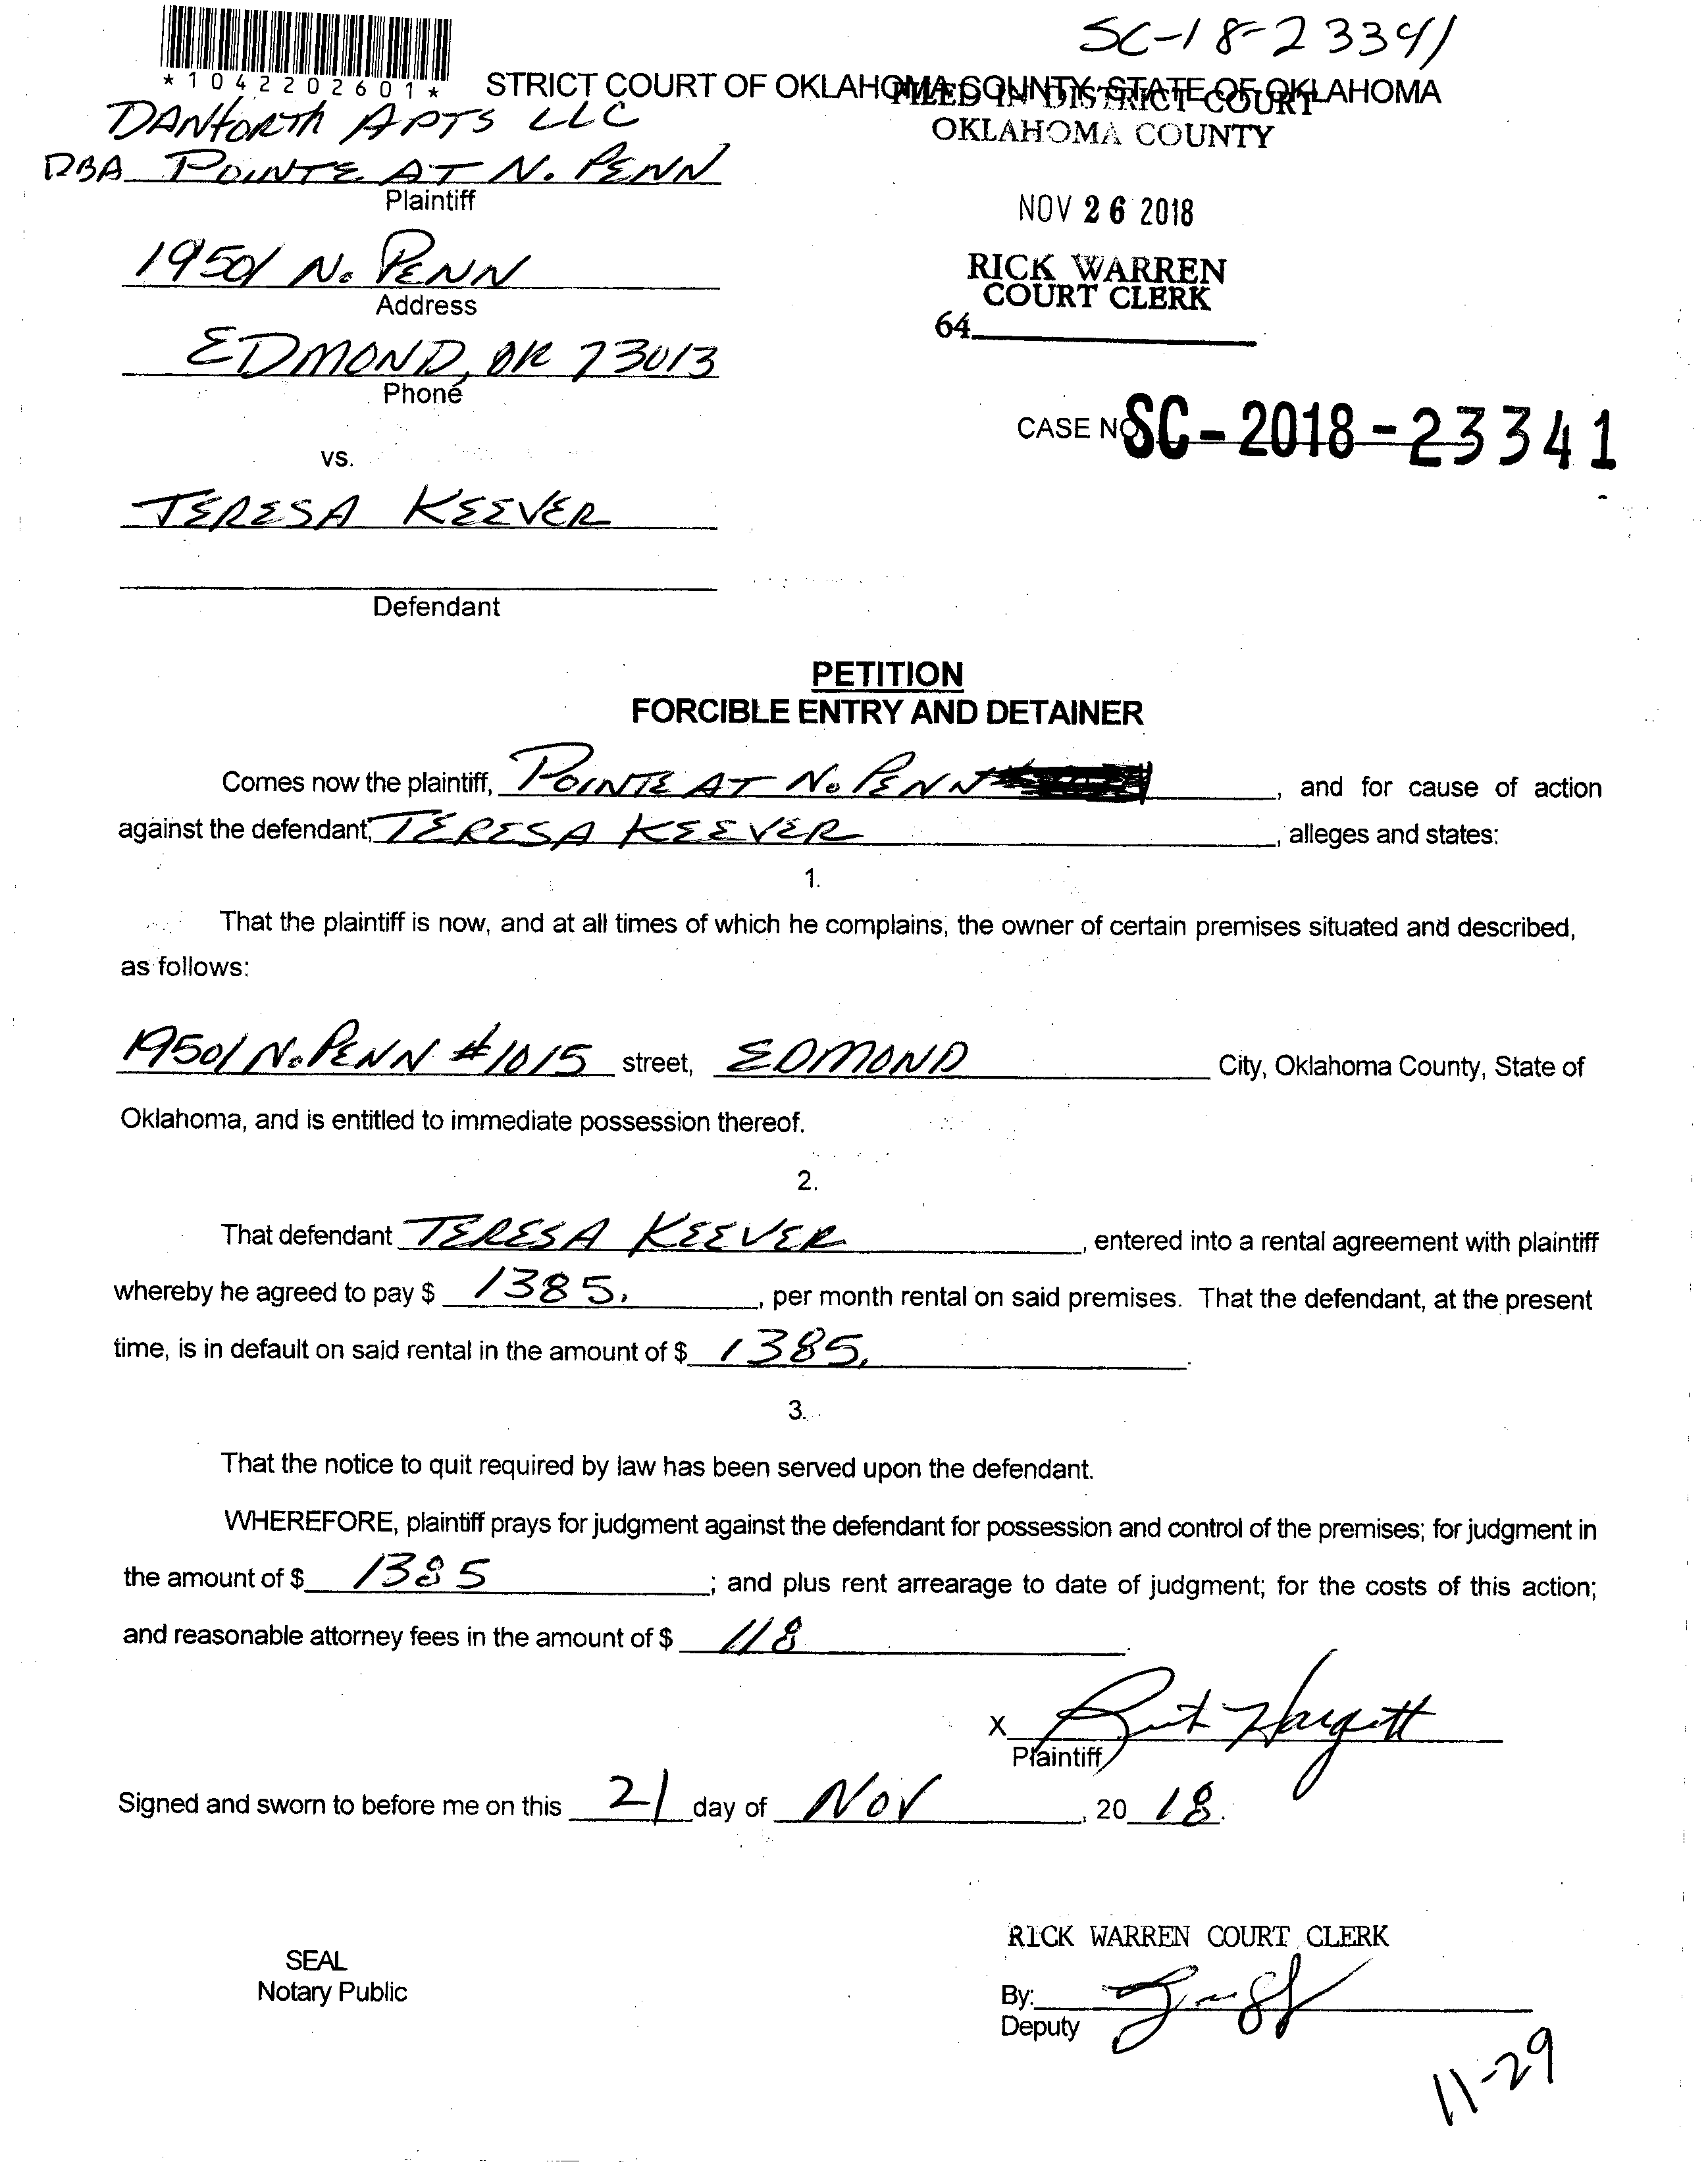 SC-18-23341
*1042202601*
STRICT COURT OF OKLAHOMA COUNTY, STATE OF OKLAHOMA
FILED IN DISTRICT COURT
OKLAHOMA COUNTY
DANFORTH APTS LLC
DBA POINTE AT N. PENN
Plaintiff
NOV 26 2018
19501 N. PENN
Address
RICK WARREN
COURT CLERK
64
EDMOND, OK 73013
Phone
CASE NO SC-2018-23341
vs.
TERESA KEEVER
Defendant
PETITION
FORCIBLE ENTRY AND DETAINER
Comes now the plaintiff, POINTE AT N. PENN, and for cause of action
against the defendant, TERESA KEEVER, alleges and states:
1.
That the plaintiff is now, and at all times of which he complains, the owner of certain premises situated and described,
as follows:
19501 N. PENN #1015 street, EDMOND City, Oklahoma County, State of
Oklahoma, and is entitled to immediate possession thereof.
2.
That defendant TERESA KEEVER, entered into a rental agreement with plaintiff
whereby he agreed to pay $ 1385., per month rental on said premises. That the defendant, at the present
time, is in default on said rental in the amount of $ 1385.
3.
That the notice to quit required by law has been served upon the defendant.
WHEREFORE, plaintiff prays for judgment against the defendant for possession and control of the premises; for judgment in
the amount of $ 1385; and plus rent arrearage to date of judgment; for the costs of this action;
and reasonable attorney fees in the amount of $ 118.
X Hargett
Plaintiff
Signed and sworn to before me on this 21 day of NOV, 2018.
RICK WARREN COURT CLERK
SEAL
Notary Public
By:
Deputy
11-29